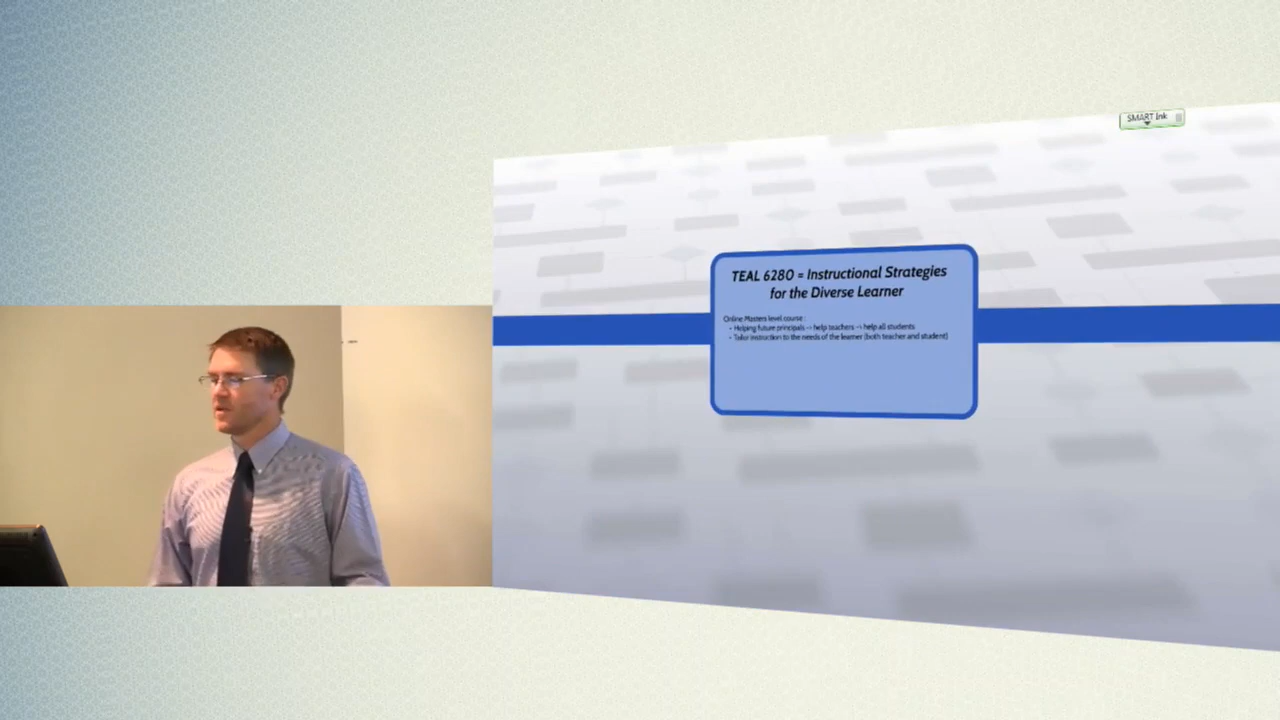 SMART Ink
TEAL 6280 = Instructional Strategies
for the Diverse Learner
Online Masters level course :
- Helping future principals -> help teachers -> help all students
- Tailor instruction to the needs of the learner (both teacher and student)